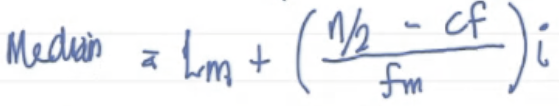 Median = Lm + ( (n/2 - cf) / fm ) i